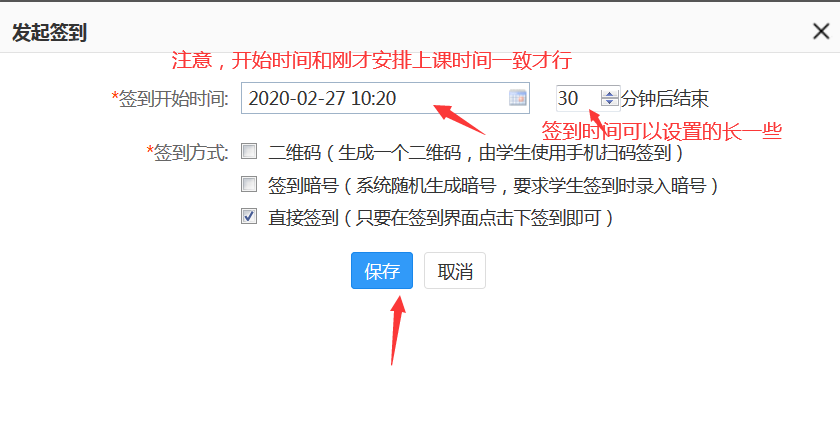 发起签到
注意，开始时间和刚才安排上课时间一致才行
*签到开始时间: 2020-02-27 10:20 30 分钟后结束
签到时间可以设置的长一些
*签到方式: 二维码（生成一个二维码，由学生使用手机扫码签到）
签到暗号（系统随机生成暗号，要求学生签到时录入暗号）
直接签到（只要在签到界面点击下签到即可）
保存 取消